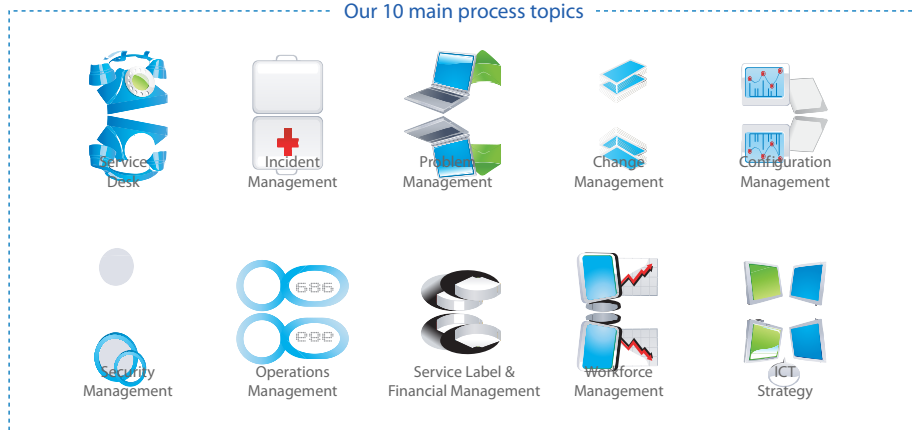 Our 10 main process topics
Service
Desk
Incident
Management
Problem
Management
Change
Management
Configuration
Management
686
Security
Management
Operations
Management
Service Label &
Financial Management
Workforce
Management
ICT
Strategy